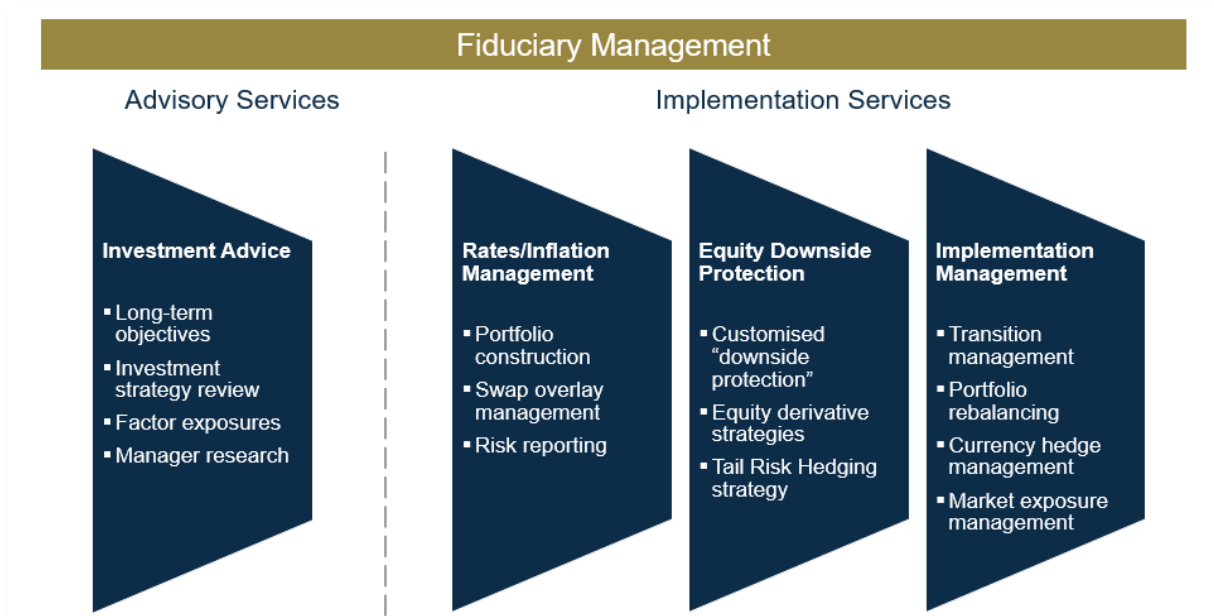 Fiduciary Management
Advisory Services
Implementation Services
Investment Advice
▪ Long-term
objectives
▪ Investment
strategy review
▪ Factor exposures
▪ Manager research
Rates/Inflation
Management
▪ Portfolio
construction
▪ Swap overlay
management
▪ Risk reporting
Equity Downside
Protection
▪ Customised
“downside
protection”
▪ Equity derivative
strategies
▪ Tail Risk Hedging
strategy
Implementation
Management
▪ Transition
management
▪ Portfolio
rebalancing
▪ Currency hedge
management
▪ Market exposure
management